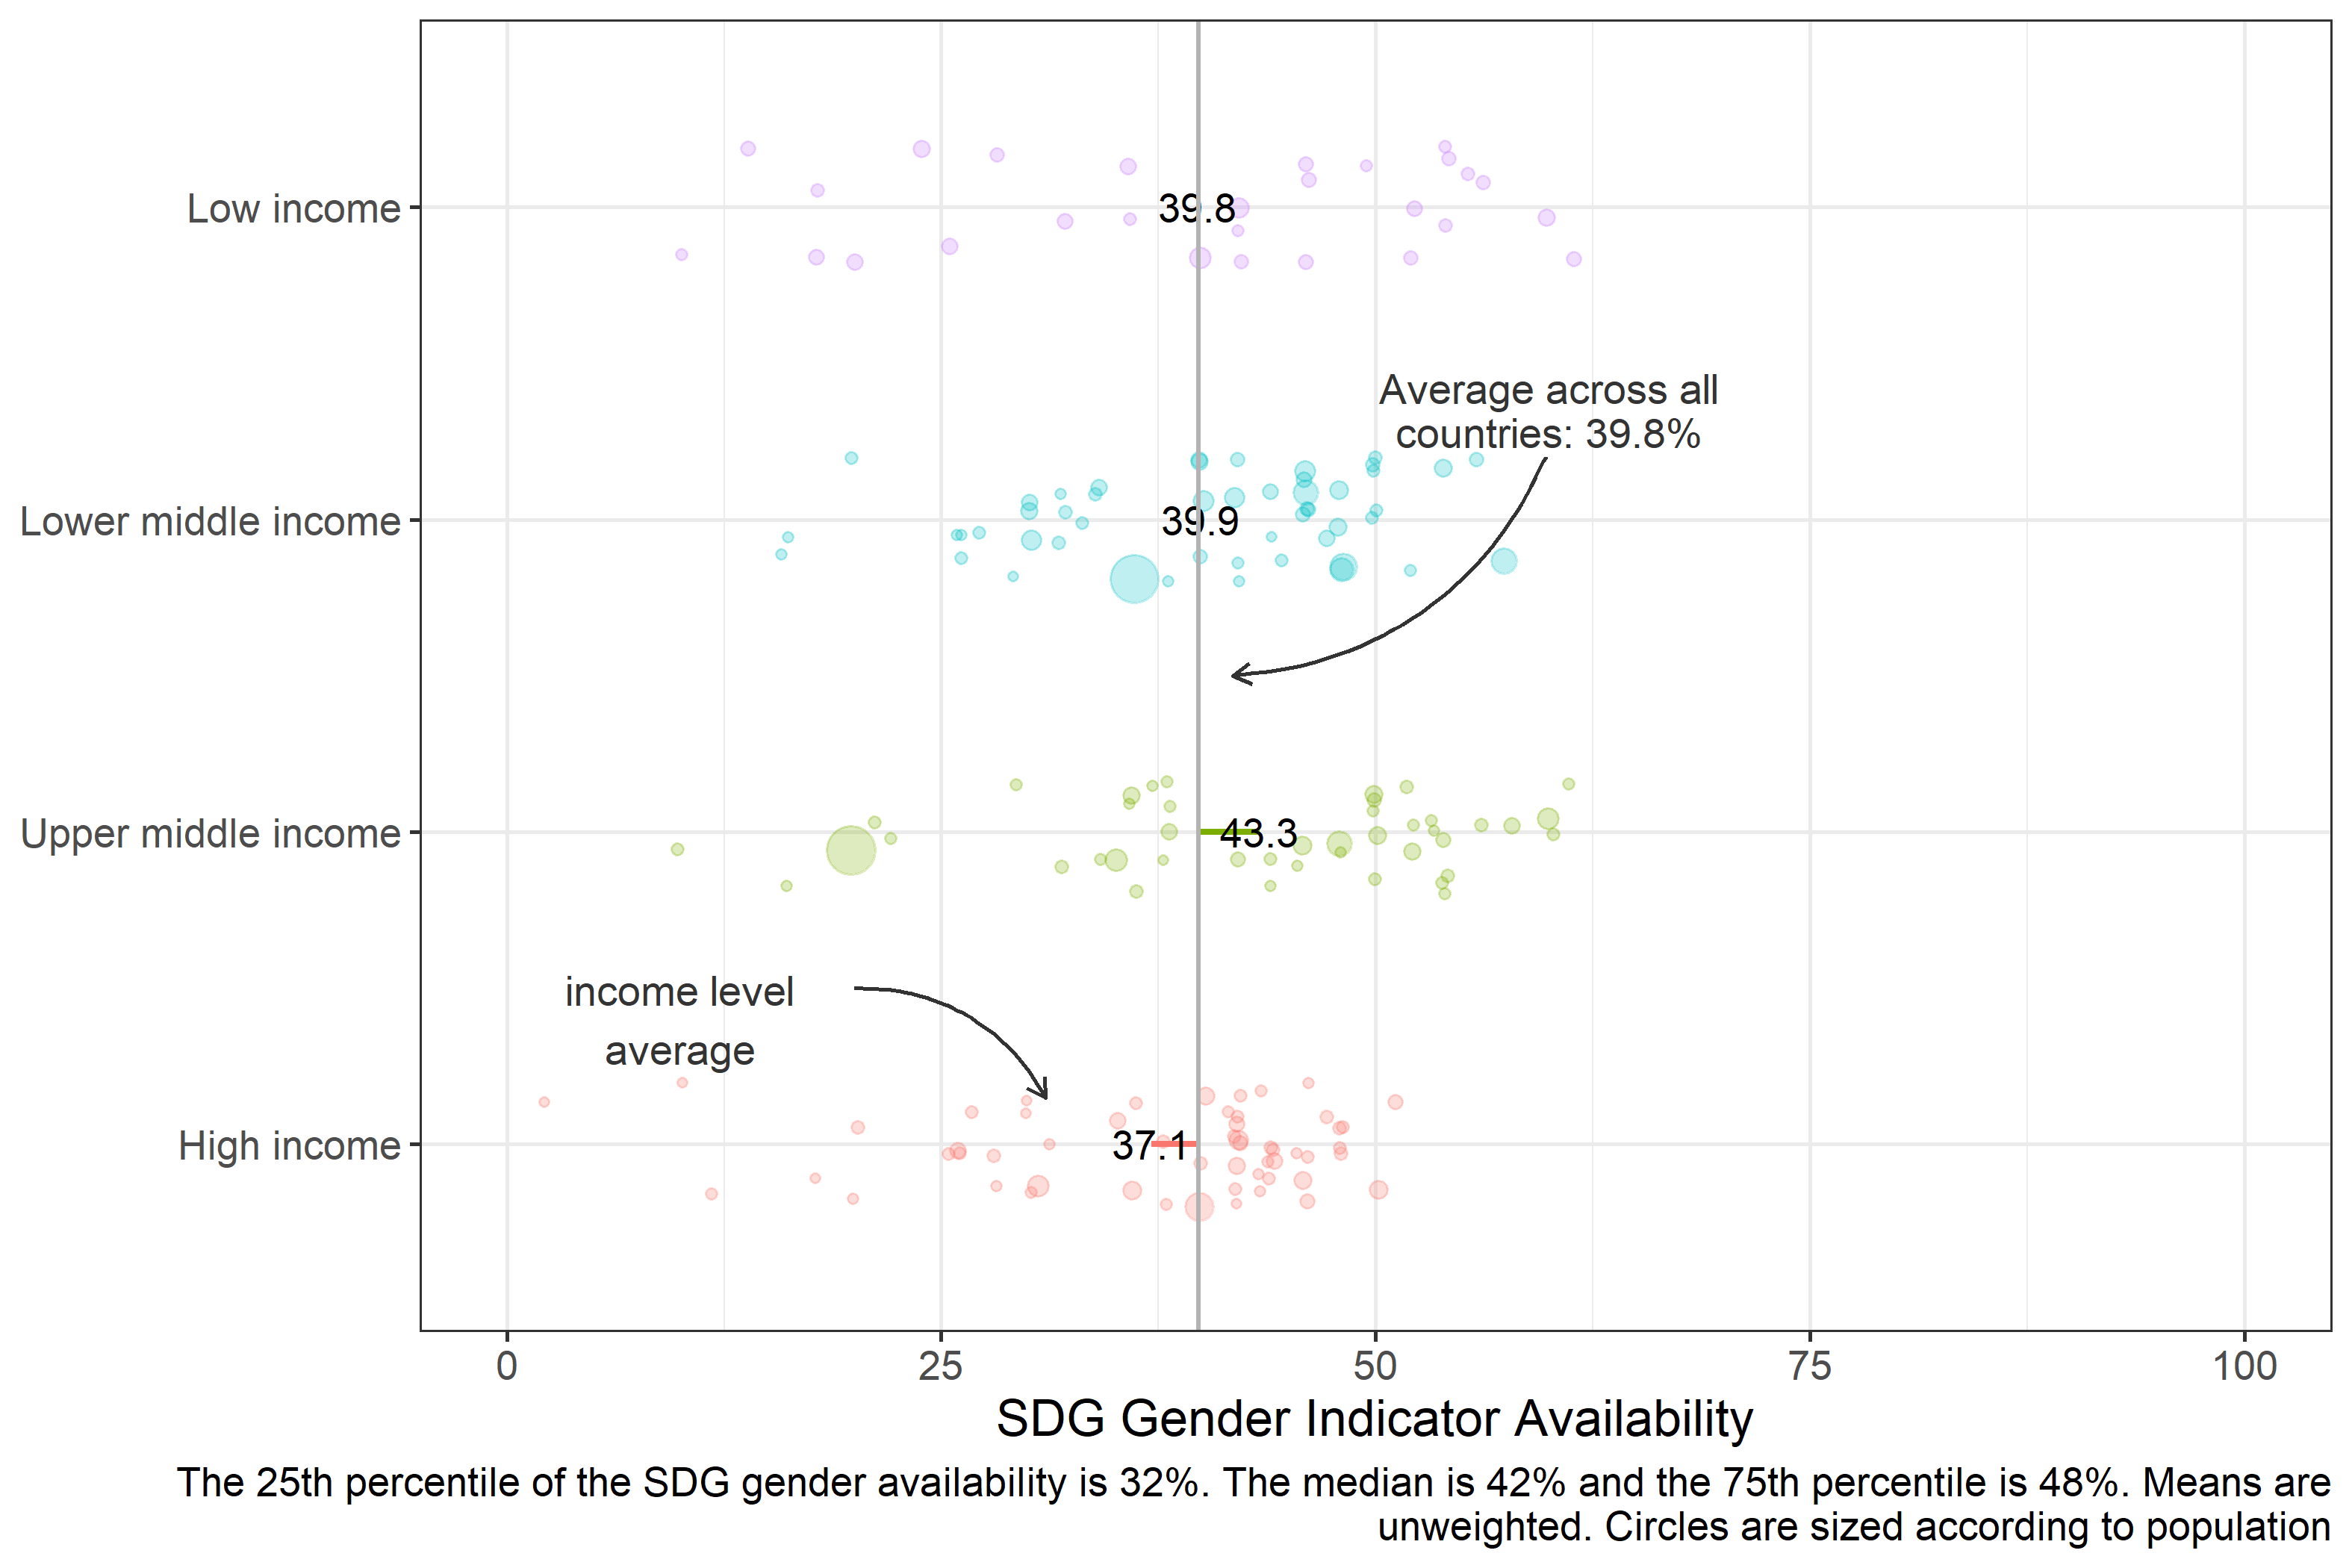 Low income
39.8
Average across all
countries: 39.8%
Lower middle income
39.9
Upper middle income
43.3
income level
average
High income
37.1
0 25 50 75 100
SDG Gender Indicator Availability
The 25th percentile of the SDG gender availability is 32%. The median is 42% and the 75th percentile is 48%. Means are
unweighted. Circles are sized according to population